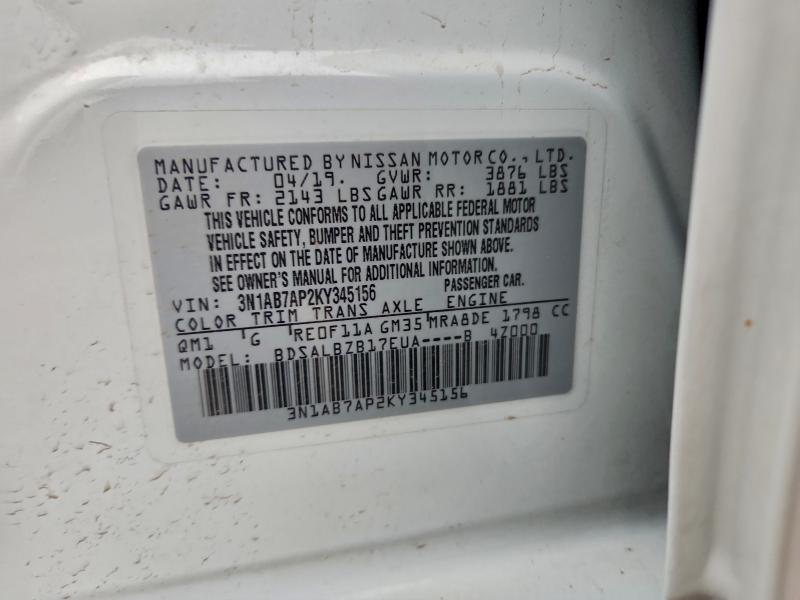 MANUFACTURED BY NISSAN MOTOR CO., LTD.
DATE: 04/19. GVWR: 3876 LBS
GAWR FR: 2143 LBS GAWR RR: 1881 LBS
THIS VEHICLE CONFORMS TO ALL APPLICABLE FEDERAL MOTOR
VEHICLE SAFETY, BUMPER AND THEFT PREVENTION STANDARDS
IN EFFECT ON THE DATE OF MANUFACTURE SHOWN ABOVE.
SEE OWNER'S MANUAL FOR ADDITIONAL INFORMATION.
VIN: 3N1AB7AP2KY345156 PASSENGER CAR.
COLOR TRIM TRANS AXLE ENGINE
QM1 G RE0F11A GM35 MRA8DE 1798 CC
MODEL: BDSALBZB17EUA----B 4Z000
3N1AB7AP2KY345156